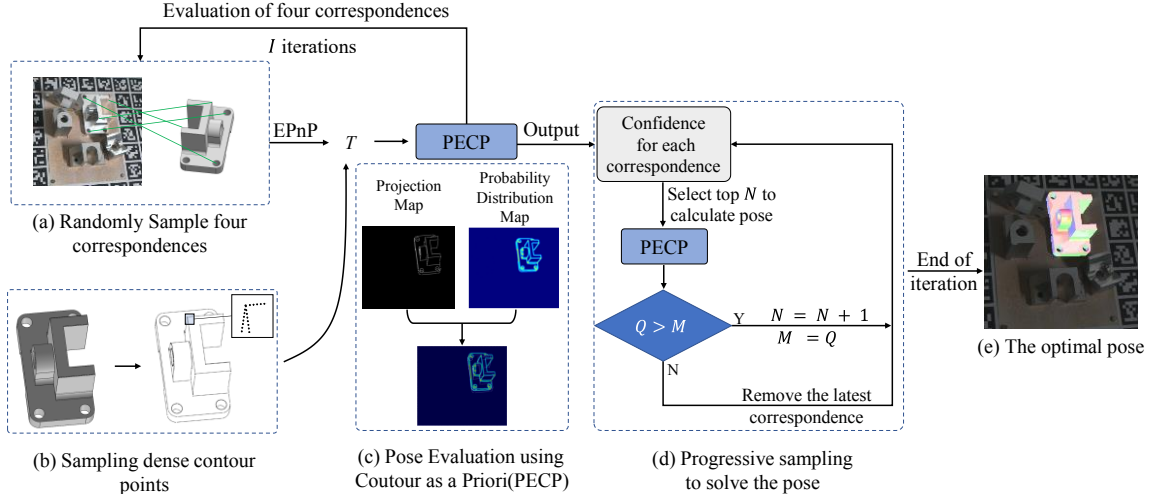 Evaluation of four correspondences
I iterations
EPnP
T
PECP
Output
(a) Randomly Sample four
correspondences
(b) Sampling dense contour
points
Projection
Map
Probability
Distribution
Map
(c) Pose Evaluation using
Coutour as a Priori(PECP)
Confidence
for each
correspondence
Select top N to
calculate pose
PECP
Q > M
Y
N = N + 1
M = Q
N
Remove the latest
correspondence
(d) Progressive sampling
to solve the pose
End of
iteration
(e) The optimal pose